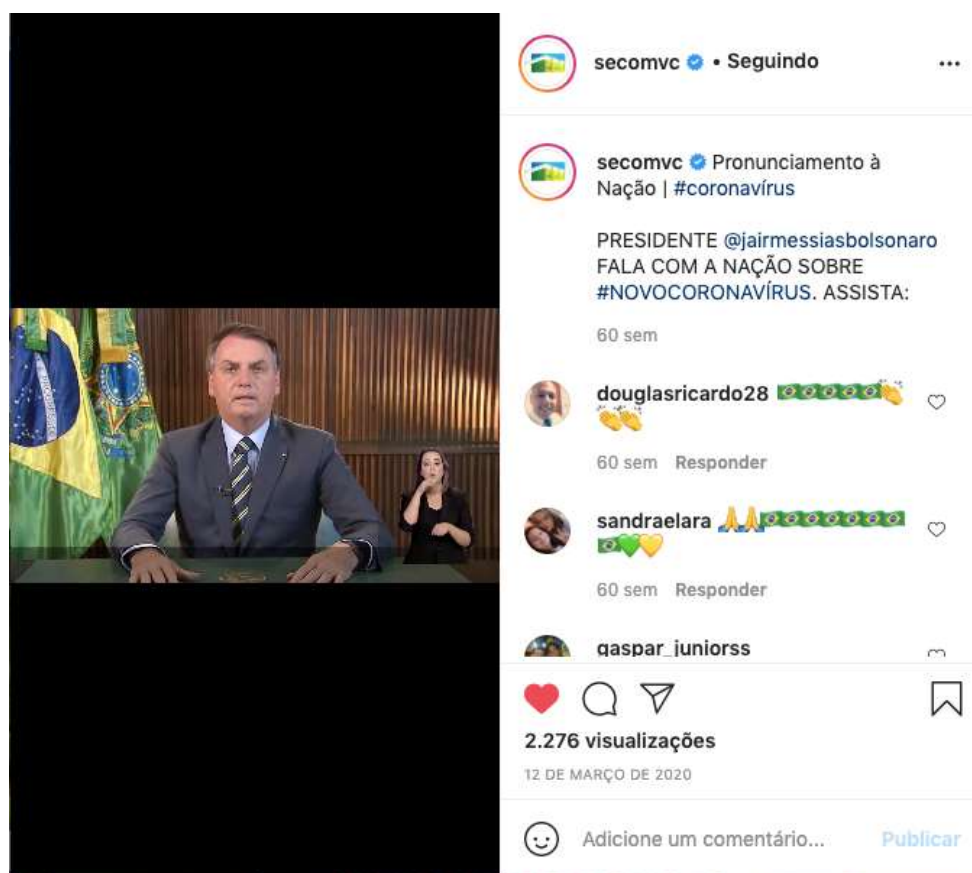 secomvc • Seguindo
secomvc Pronunciamento à
Nação | #coronavírus
PRESIDENTE @jairmessiasbolsonaro
FALA COM A NAÇÃO SOBRE
#NOVOCORONAVÍRUS. ASSISTA:
60 sem
douglasricardo28 🇧🇷🇧🇷🇧🇷🇧🇷🇧🇷👏
👏👏
60 sem Responder
sandraelara 🙏🙏🇧🇷🇧🇷🇧🇷🇧🇷🇧🇷🇧🇷
🇧🇷💚💛
60 sem Responder
gaspar_juniorss
2.276 visualizações
12 DE MARÇO DE 2020
Adicione um comentário... Publicar